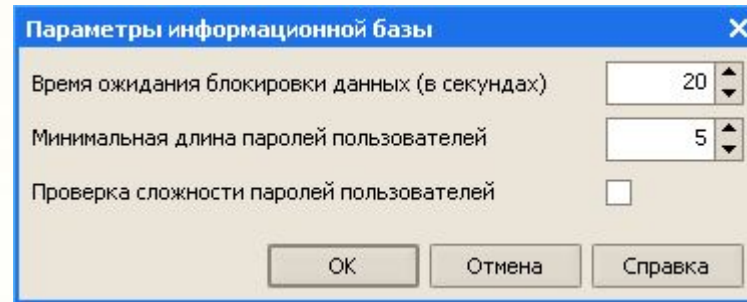 Параметры информационной базы
Время ожидания блокировки данных (в секундах) 20
Минимальная длина паролей пользователей 5
Проверка сложности паролей пользователей
OK Отмена Справка